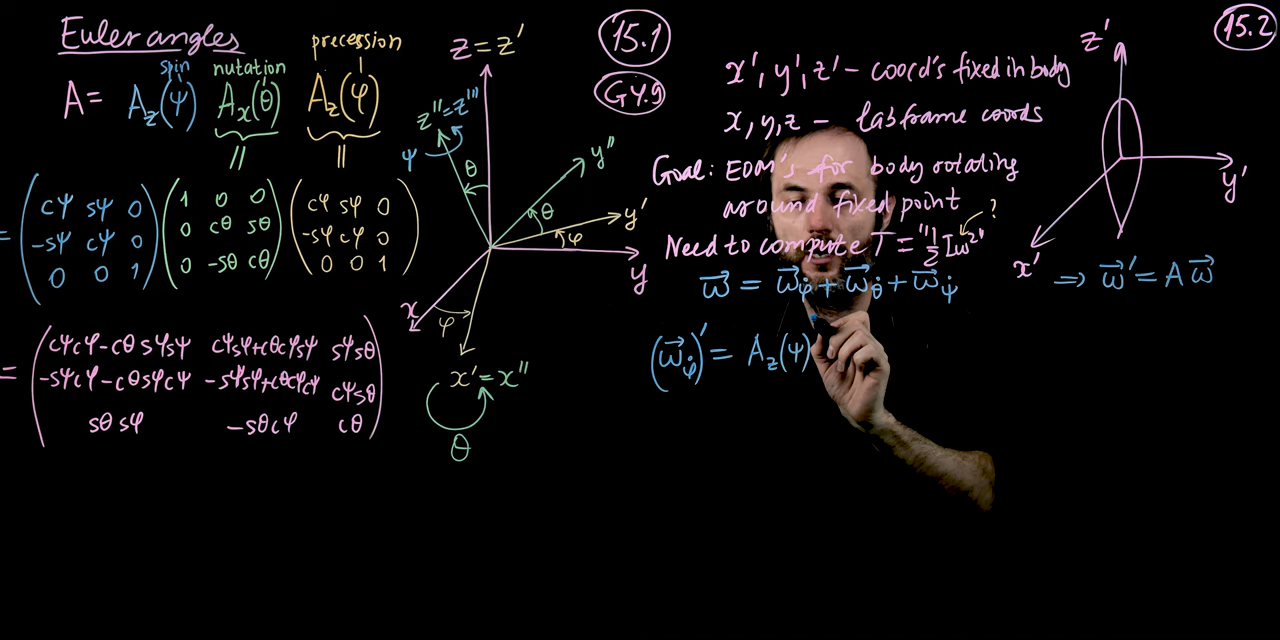 Euler angles
spin nutation precession
A = A_z(ψ) A_x(θ) A_z(φ)
= (cψ sψ 0 / -sψ cψ 0 / 0 0 1) (1 0 0 / 0 cθ sθ / 0 -sθ cθ) (cφ sφ 0 / -sφ cφ 0 / 0 0 1)
= (cψcφ-cθsφsψ cψsφ+cθcφsψ sψsθ
-sψcφ-cθsφcψ -sψsφ+cθcφcψ cψsθ
sθsφ -sθcφ cθ)
z = z'
z''=z'''
ψ
θ
y''
θ
y'
φ
y
x
φ
x'=x''
θ
15.1
GY.9
15.2
x', y', z' - coord's fixed in body
x, y, z - lab frame coords
Goal: EOM's for body rotating
around fixed point
?
Need to compute T = "½ Iω²"
ω⃗ = ω⃗_φ̇ + ω⃗_θ̇ + ω⃗_ψ̇ ⇒ ω⃗' = A ω⃗
(ω⃗_φ̇)' = A_z(ψ)
z'
y'
x'